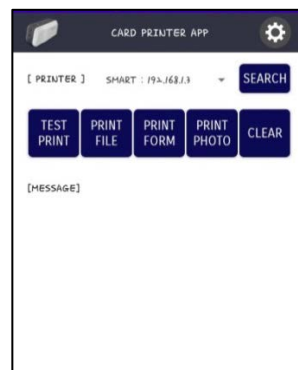 CARD PRINTER APP
[ PRINTER ] SMART : 192.168.1.3 SEARCH
TEST PRINT PRINT FILE PRINT FORM PRINT PHOTO CLEAR
[MESSAGE]